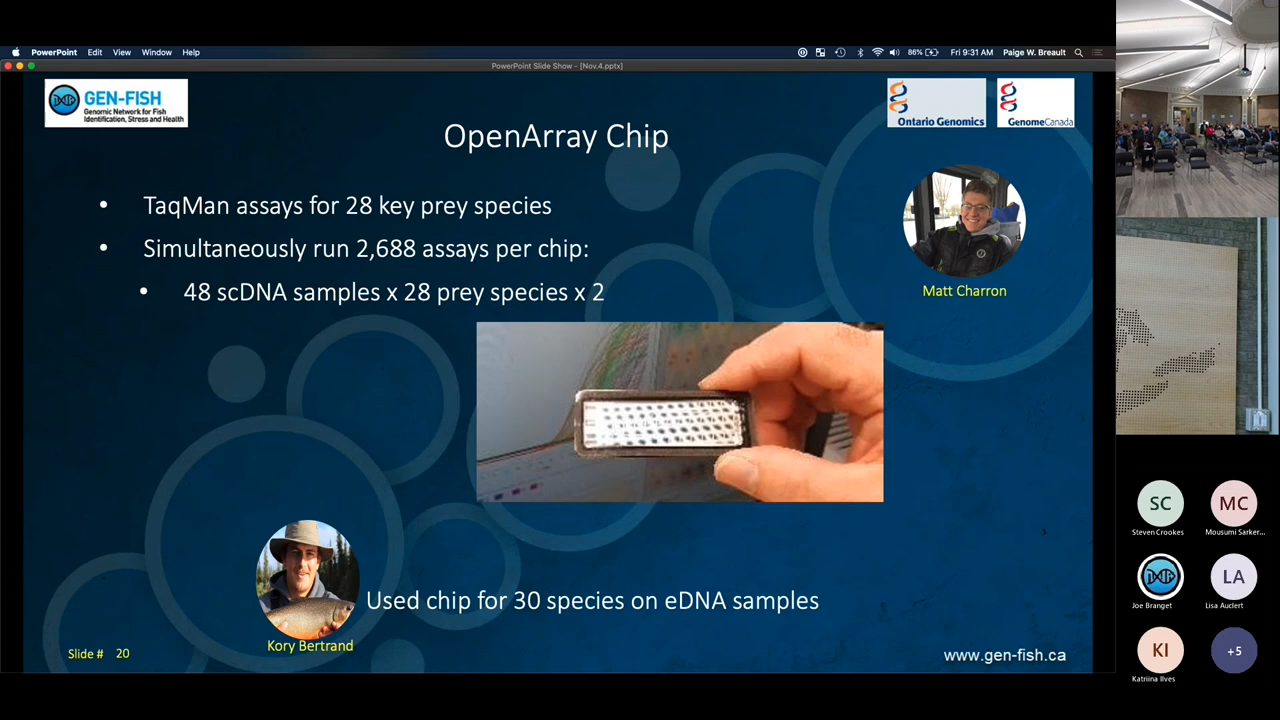 PowerPoint Edit View Window Help
86% Fri 9:31 AM Paige W. Breault
PowerPoint Slide Show - [Nov.4.pptx]
GEN-FISH
Genomic Network for Fish
Identification, Stress and Health
Ontario Genomics
GenomeCanada
OpenArray Chip
• TaqMan assays for 28 key prey species
• Simultaneously run 2,688 assays per chip:
• 48 scDNA samples x 28 prey species x 2
Matt Charron
Used chip for 30 species on eDNA samples
Kory Bertrand
Slide # 20
www.gen-fish.ca
SC
MC
Steven Crookes
Mousumi Sarker...
LA
Joe Branget
Lisa Auclert
KI
+5
Katriina Ilves